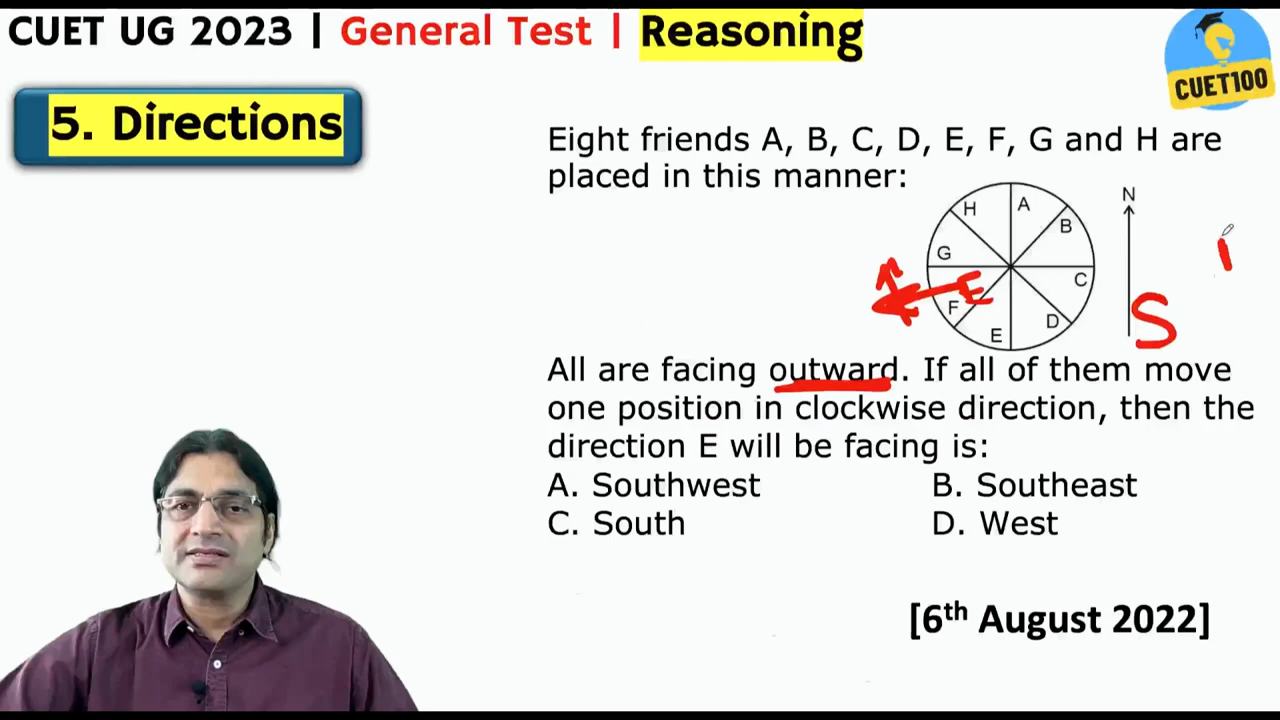 CUET UG 2023 | General Test | Reasoning
CUET100
5. Directions
Eight friends A, B, C, D, E, F, G and H are
placed in this manner:
N
H A
B
G
C
E
F
D
E
S
All are facing outward. If all of them move
one position in clockwise direction, then the
direction E will be facing is:
A. Southwest B. Southeast
C. South D. West
[6th August 2022]